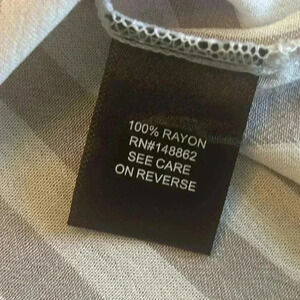 100% RAYON
RN#148862
SEE CARE
ON REVERSE